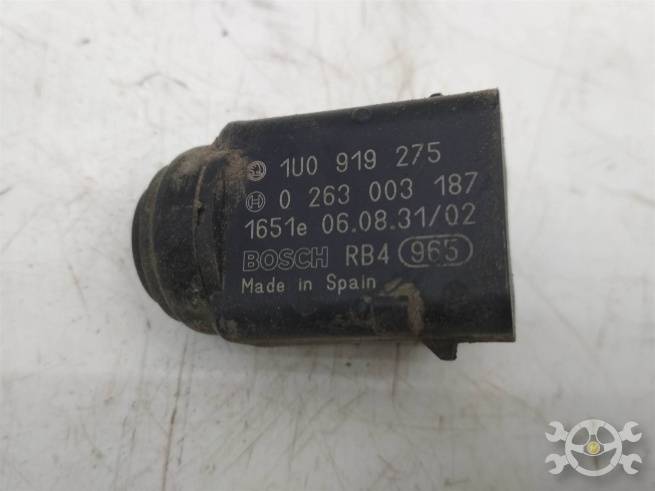 1U0 919 275
0 263 003 187
1651e 06.08.31/02
BOSCH RB4 965
Made in Spain